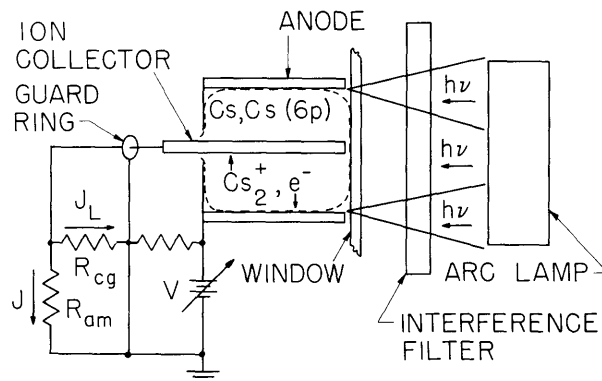 ION
COLLECTOR
GUARD
RING
ANODE
Cs, Cs (6p)
Cs₂⁺, e⁻
hν
hν
hν
J_L
R_cg
J
R_am
V
WINDOW
ARC LAMP
INTERFERENCE
FILTER